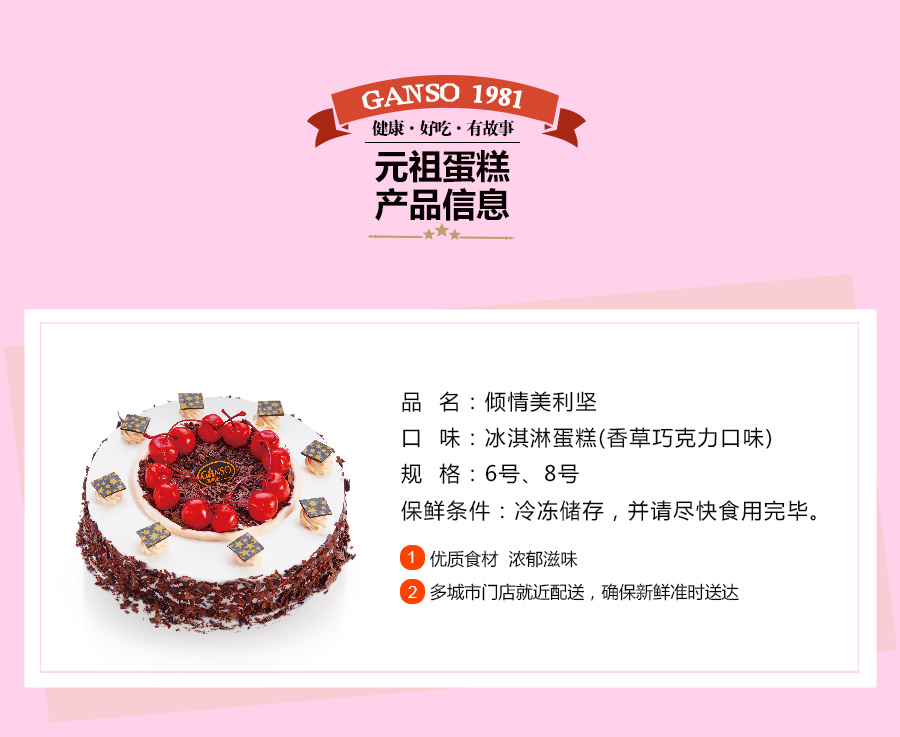 GANSO 1981
健康·好吃·有故事
元祖蛋糕
产品信息
品 名：倾情美利坚
口 味：冰淇淋蛋糕(香草巧克力口味)
规 格：6号、8号
保鲜条件：冷冻储存，并请尽快食用完毕。
1 优质食材 浓郁滋味
2 多城市门店就近配送，确保新鲜准时送达
GANSO